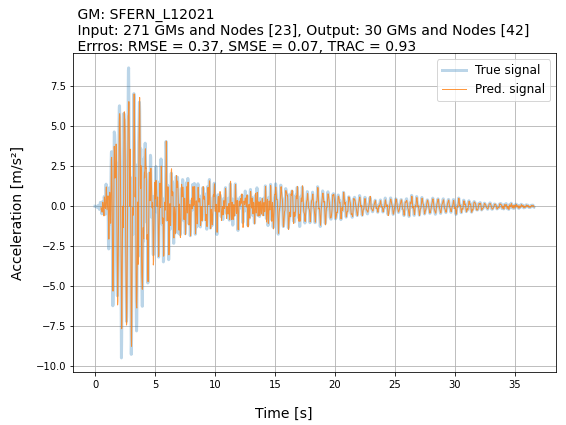 GM: SFERN_L12021
Input: 271 GMs and Nodes [23], Output: 30 GMs and Nodes [42]
Erros: RMSE = 0.37, SMSE = 0.07, TRAC = 0.93
True signal
Pred. signal
Acceleration [m/s²]
7.5
5.0
2.5
0.0
−2.5
−5.0
−7.5
−10.0
0 5 10 15 20 25 30 35
Time [s]